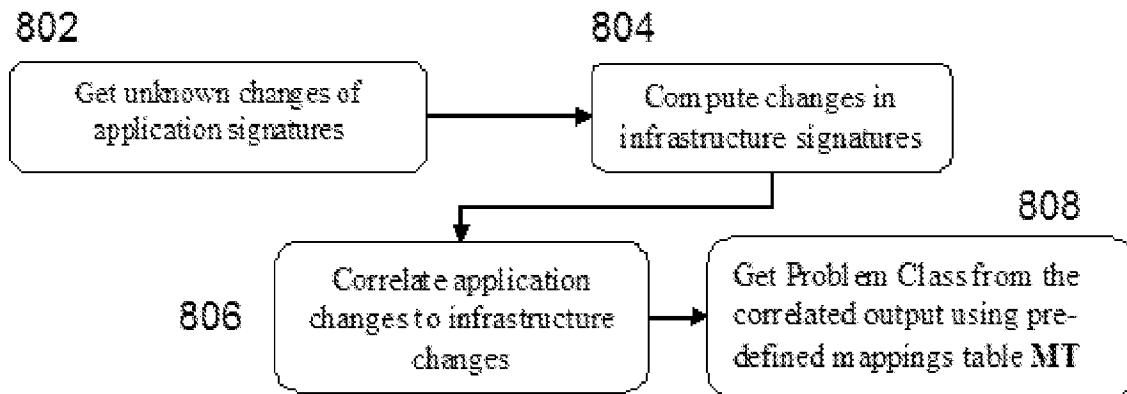 802
Get unknown changes of
application signatures
804
Compute changes in
infrastructure signatures
806
Correlate application
changes to infrastructure
changes
808
Get Problem Class from the
correlated output using pre-
defined mappings table MT